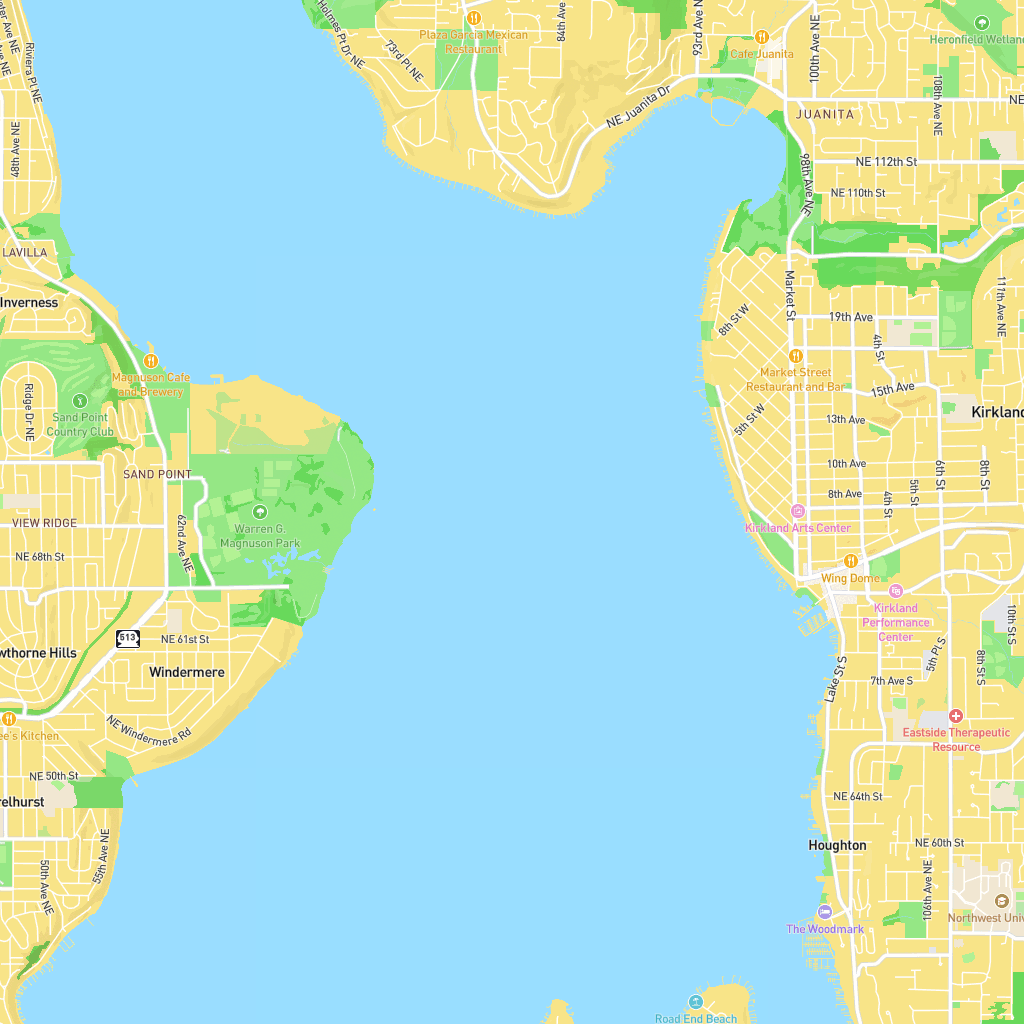 Holmes Pt Dr NE
84th Ave
93rd Ave N
100th Ave NE
Plaza Garcia Mexican
Restaurant
Cafe Juanita
Heronfield Wetland
Riviera Pl NE
73rd Pl NE
108th Ave NE
NE
NE Juanita Dr
JUANITA
48th Ave NE
NE 112th St
98th Ave NE
NE 110th St
LAVILLA
Inverness
Market St
111th Ave NE
8th St W
19th Ave
4th St
Magnuson Cafe
and Brewery
Market Street
Restaurant and Bar
15th Ave
Ridge Dr NE
Sand Point
Country Club
5th St W
13th Ave
Kirkland
SAND POINT
10th Ave
6th St
8th St
8th Ave
4th St
5th St
VIEW RIDGE
62nd Ave NE
Warren G.
Magnuson Park
Kirkland Arts Center
NE 68th St
Wing Dome
Kirkland
Performance
Center
10th St S
513
NE 61st St
wthorne Hills
Windermere
5th Pl S
8th St S
Lake St S
7th Ave S
ee's Kitchen
NE Windermere Rd
Eastside Therapeutic
Resource
NE 50th St
relhurst
NE 64th St
Houghton
NE 60th St
50th Ave NE
55th Ave NE
106th Ave NE
Northwest Univ
The Woodmark
Road End Beach